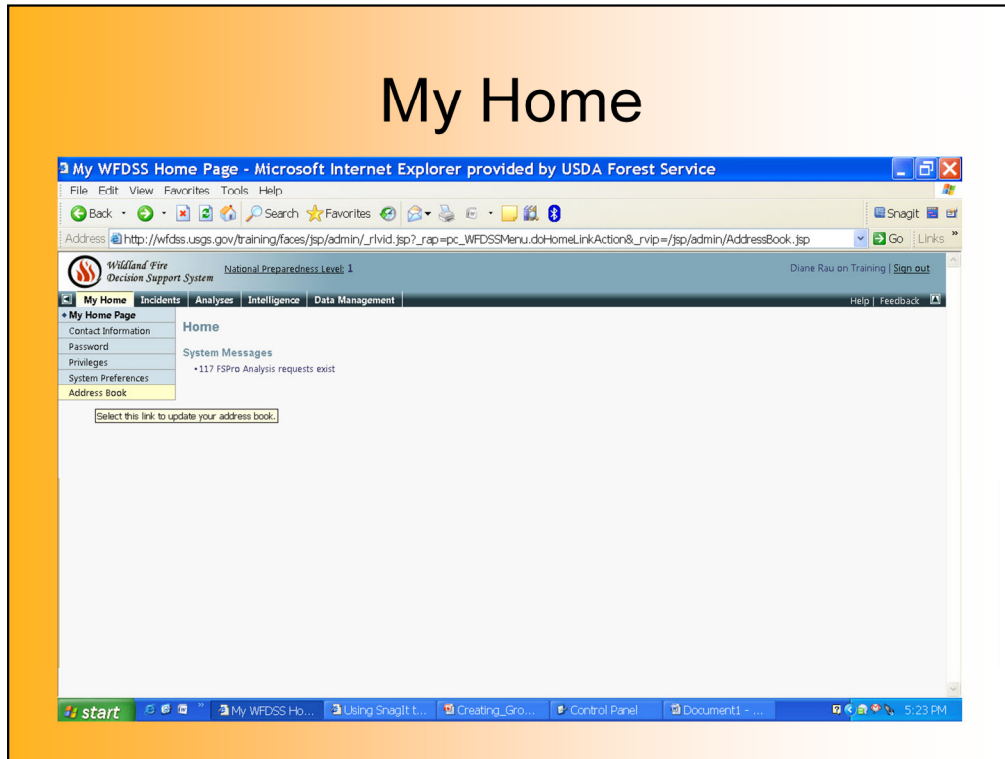 My Home
My WFDSS Home Page - Microsoft Internet Explorer provided by USDA Forest Service
File Edit View Favorites Tools Help
Back Search Favorites Snagit
Address http://wfdss.usgs.gov/training/faces/jsp/admin/_rlvid.jsp?_rap=pc_WFDSSMenu.doHomeLinkAction&_rvip=/jsp/admin/AddressBook.jsp Go Links »
Wildland Fire
Decision Support System
National Preparedness Level: 1
Diane Rau on Training | Sign out
My Home Incidents Analyses Intelligence Data Management Help | Feedback
My Home Page
Contact Information
Password
Privileges
System Preferences
Address Book
Select this link to update your address book.
Home
System Messages
•117 FSPro Analysis requests exist
start » My WFDSS Ho... Using SnagIt t... Creating_Gro... Control Panel Document1 - ... 5:23 PM